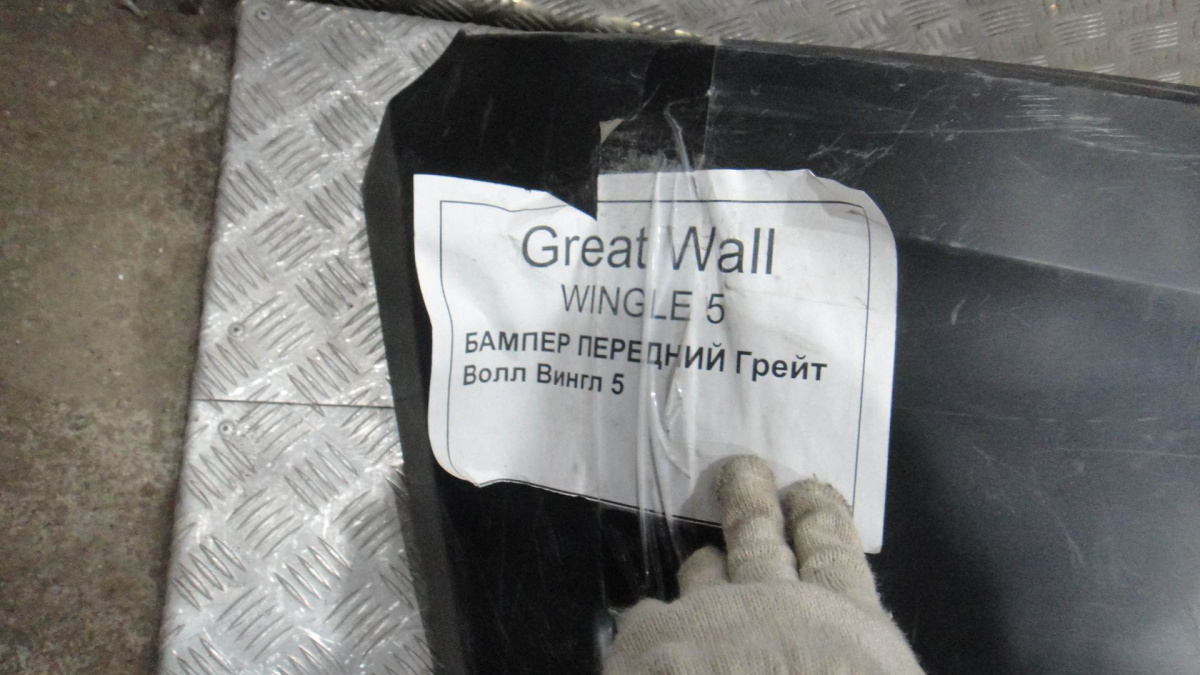 Great Wall
WINGLE 5
БАМПЕР ПЕРЕДНИЙ Грейт
Волл Вингл 5